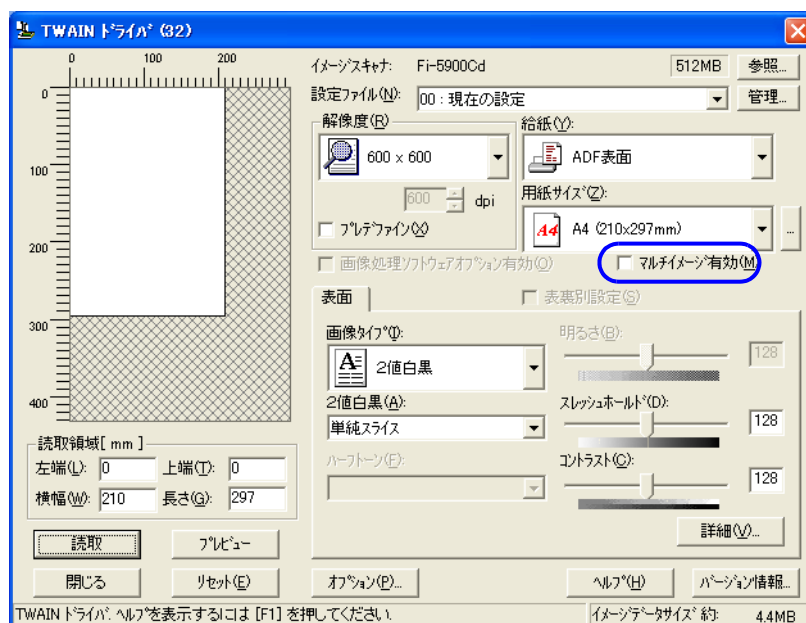 TWAIN ﾄﾞﾗｲﾊﾞ (32)
0 100 200
0
100
200
300
400
ｲﾒｰｼﾞｽｷｬﾅ: Fi-5900Cd 512MB 参照...
設定ﾌｧｲﾙ(N): 00 : 現在の設定 管理...
解像度(R)
600 x 600
600 dpi
ﾌﾟﾚﾃﾞﾌｧｲﾝ(X)
給紙(Y):
ADF表面
用紙ｻｲｽﾞ(Z):
A4 A4 (210x297mm) ...
画像処理ｿﾌﾄｳｪｱｵﾌﾟｼｮﾝ有効(O) ﾏﾙﾁｲﾒｰｼﾞ有効(M)
表面 表裏別設定(S)
画像ﾀｲﾌﾟ(I):
A 2値白黒
2値白黒(A):
単純ｽﾗｲｽ
ﾊｰﾌﾄｰﾝ(F):
明るさ(B):
128
ｽﾚｯｼｭﾎｰﾙﾄﾞ(D):
128
ｺﾝﾄﾗｽﾄ(C):
128
詳細(V)...
読取領域[ mm ]
左端(L): 0 上端(T): 0
横幅(W): 210 長さ(G): 297
読取 ﾌﾟﾚﾋﾞｭｰ
閉じる ﾘｾｯﾄ(E) ｵﾌﾟｼｮﾝ(P)... ﾍﾙﾌﾟ(H) ﾊﾞｰｼﾞｮﾝ情報...
TWAIN ﾄﾞﾗｲﾊﾞ. ﾍﾙﾌﾟを表示するには [F1] を押してください. ｲﾒｰｼﾞﾃﾞｰﾀｻｲｽﾞ 約: 4.4MB